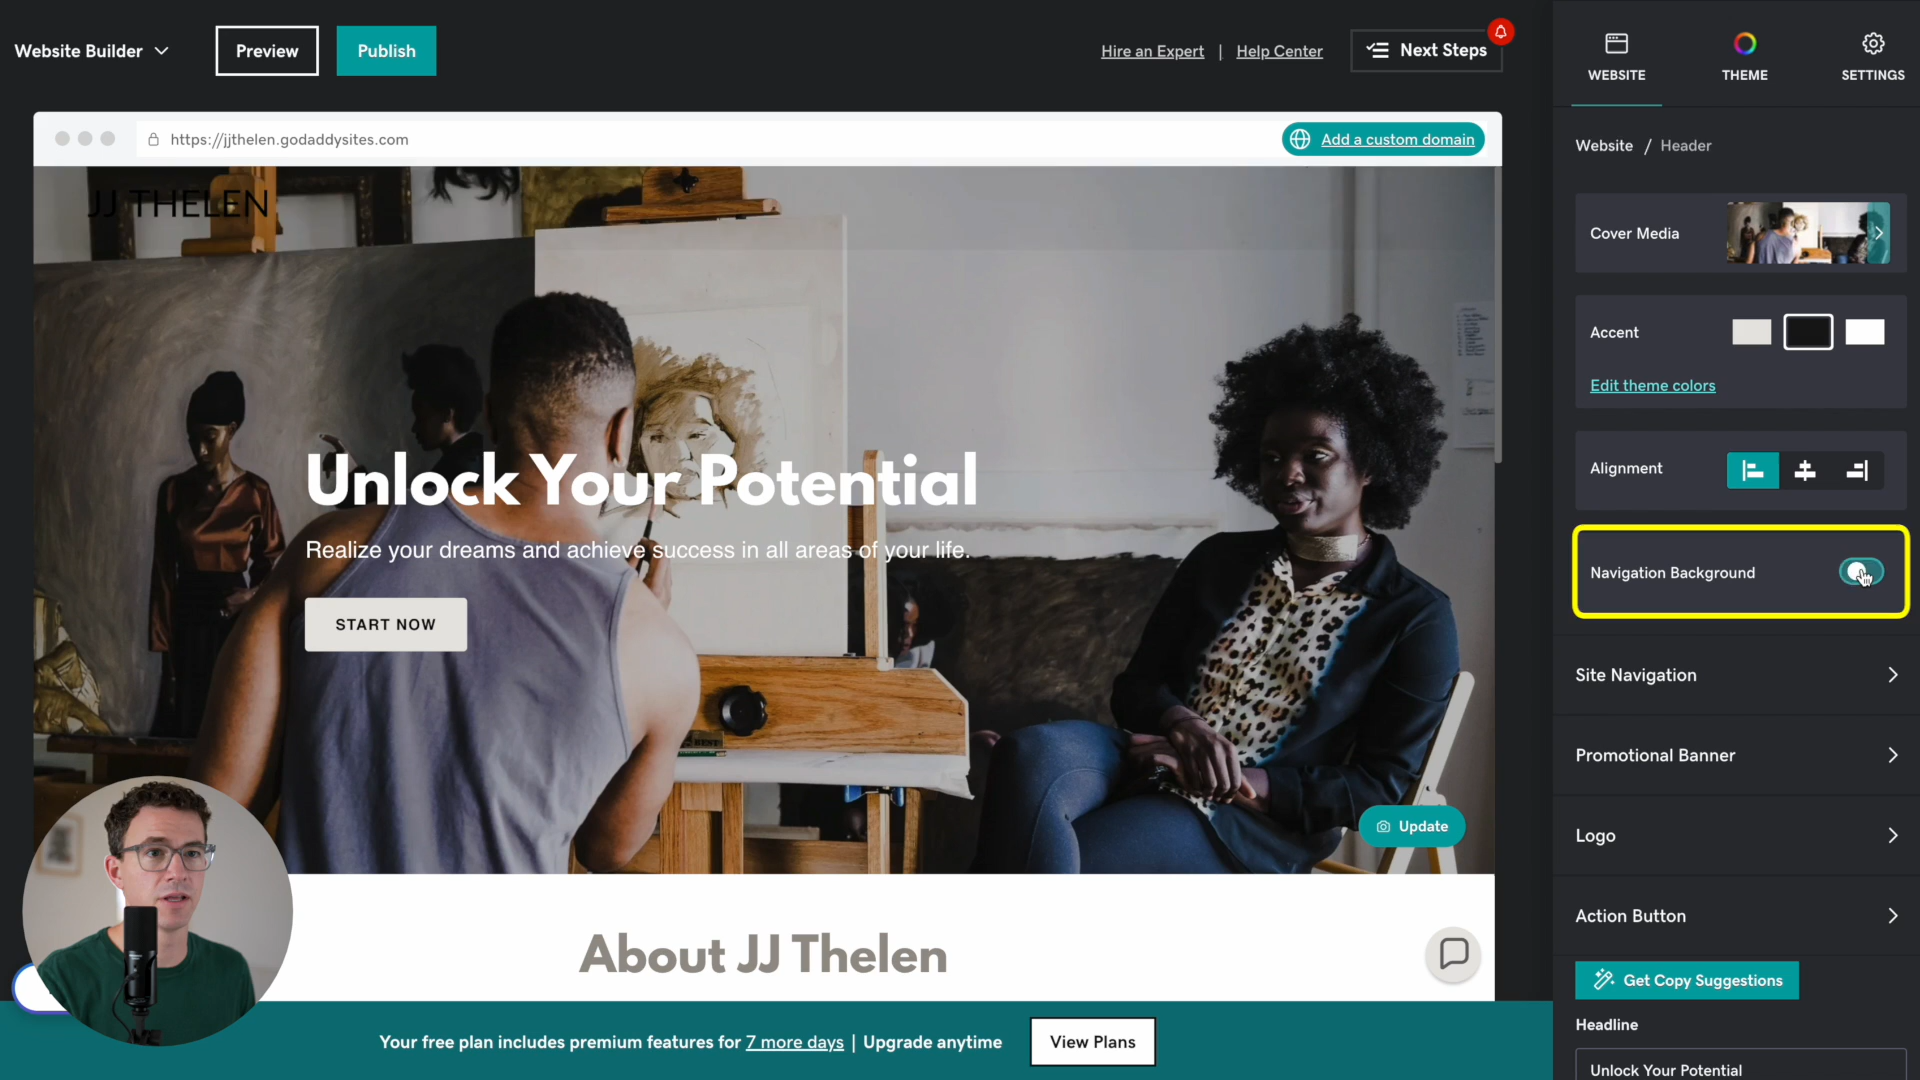 Website Builder
Preview
Publish
Hire an Expert | Help Center
Next Steps
WEBSITE
THEME
SETTINGS
https://jjthelen.godaddysites.com
Add a custom domain
Website / Header
JJ THELEN
Cover Media
Accent
Edit theme colors
Alignment
Unlock Your Potential
Realize your dreams and achieve success in all areas of your life.
START NOW
Navigation Background
Site Navigation
Promotional Banner
Update
Logo
Action Button
About JJ Thelen
Get Copy Suggestions
Headline
Your free plan includes premium features for 7 more days | Upgrade anytime
View Plans
Unlock Your Potential